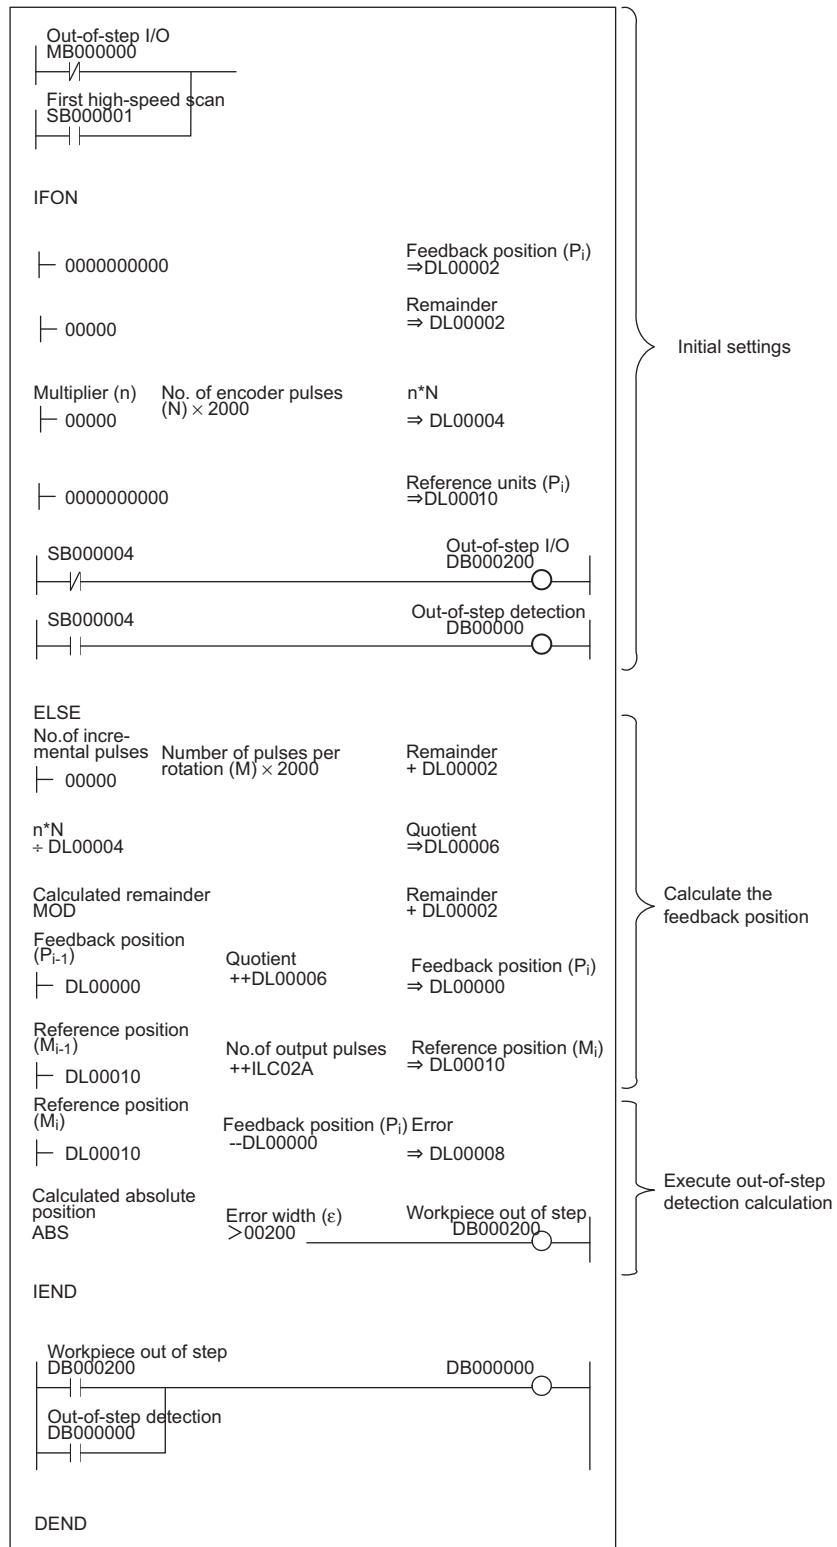 Out-of-step I/O
MB000000
First high-speed scan
SB000001
IFON
Feedback position (Pi)
0000000000 ⇒DL00002
Remainder
00000 ⇒ DL00002
Initial settings
Multiplier (n) No. of encoder pulses n*N
(N) × 2000
00000 ⇒ DL00004
Reference units (Pi)
0000000000 ⇒DL00010
SB000004 Out-of-step I/O
DB000200
SB000004 Out-of-step detection
DB00000
ELSE
No.of incre-
mental pulses Number of pulses per Remainder
rotation (M) × 2000 + DL00002
00000
n*N Quotient
÷ DL00004 ⇒DL00006
Calculated remainder Remainder
MOD + DL00002
Calculate the
feedback position
Feedback position
(Pi-1) Quotient Feedback position (Pi)
DL00000 ++DL00006 ⇒ DL00000
Reference position
(Mi-1) No.of output pulses Reference position (Mi)
DL00010 ++ILC02A ⇒ DL00010
Reference position
(Mi) Feedback position (Pi) Error
DL00010 --DL00000 ⇒ DL00008
Execute out-of-step
detection calculation
Calculated absolute
position Error width (ε) Workpiece out of step
ABS >00200 DB000200
IEND
Workpiece out of step
DB000200 DB000000
Out-of-step detection
DB000000
DEND